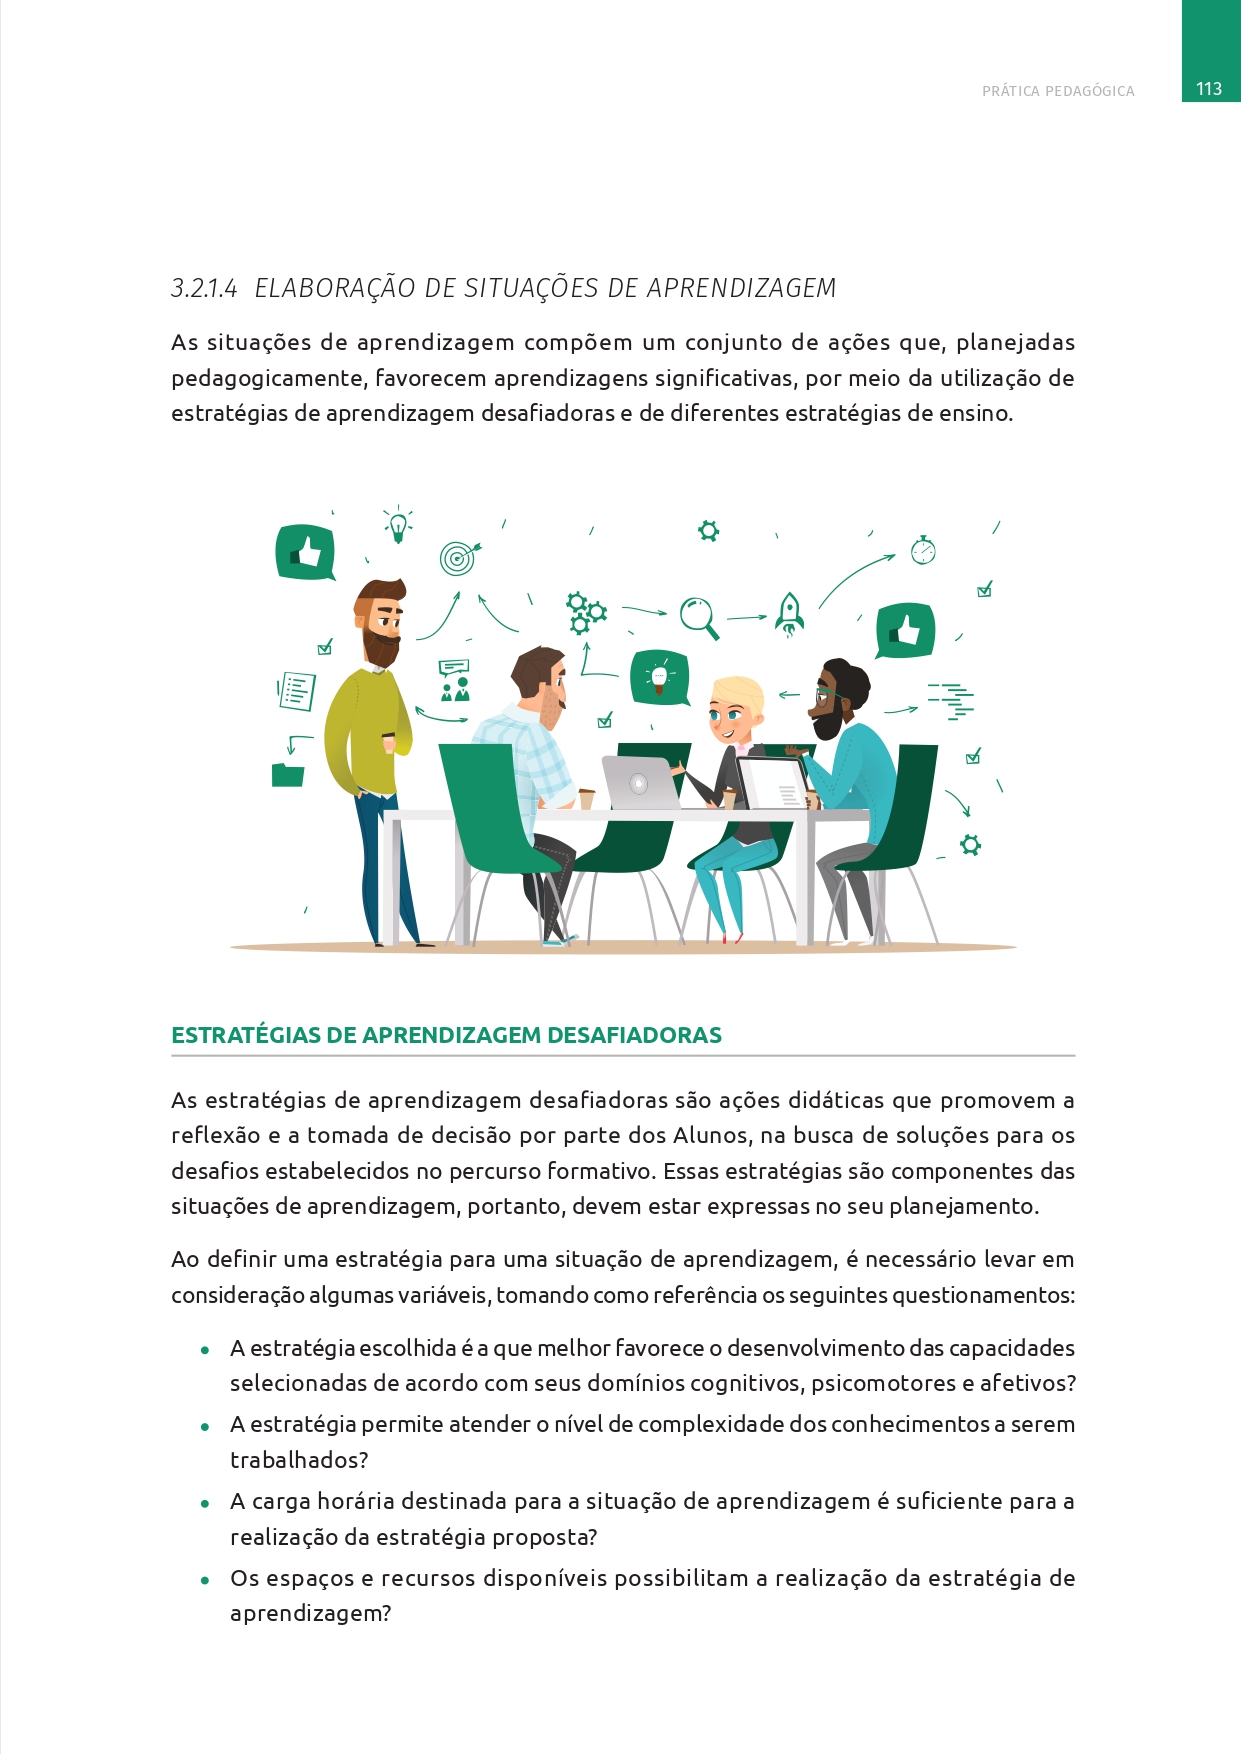 PRÁTICA PEDAGÓGICA
113
3.2.1.4 ELABORAÇÃO DE SITUAÇÕES DE APRENDIZAGEM
As situações de aprendizagem compõem um conjunto de ações que, planejadas
pedagogicamente, favorecem aprendizagens significativas, por meio da utilização de
estratégias de aprendizagem desafiadoras e de diferentes estratégias de ensino.
ESTRATÉGIAS DE APRENDIZAGEM DESAFIADORAS
As estratégias de aprendizagem desafiadoras são ações didáticas que promovem a
reflexão e a tomada de decisão por parte dos Alunos, na busca de soluções para os
desafios estabelecidos no percurso formativo. Essas estratégias são componentes das
situações de aprendizagem, portanto, devem estar expressas no seu planejamento.
Ao definir uma estratégia para uma situação de aprendizagem, é necessário levar em
consideração algumas variáveis, tomando como referência os seguintes questionamentos:
• A estratégia escolhida é a que melhor favorece o desenvolvimento das capacidades
selecionadas de acordo com seus domínios cognitivos, psicomotores e afetivos?
• A estratégia permite atender o nível de complexidade dos conhecimentos a serem
trabalhados?
• A carga horária destinada para a situação de aprendizagem é suficiente para a
realização da estratégia proposta?
• Os espaços e recursos disponíveis possibilitam a realização da estratégia de
aprendizagem?